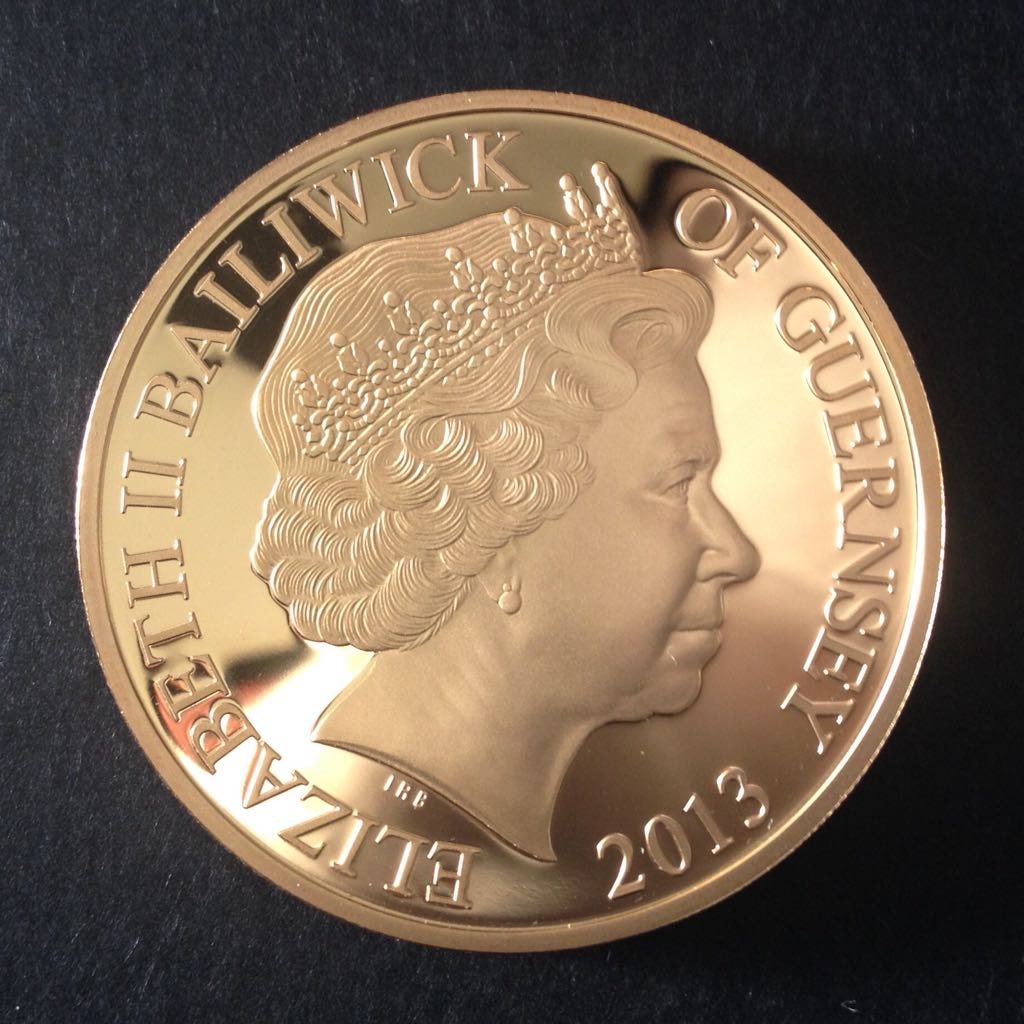 ELIZABETH II BAILIWICK OF GUERNSEY 2013
IRB